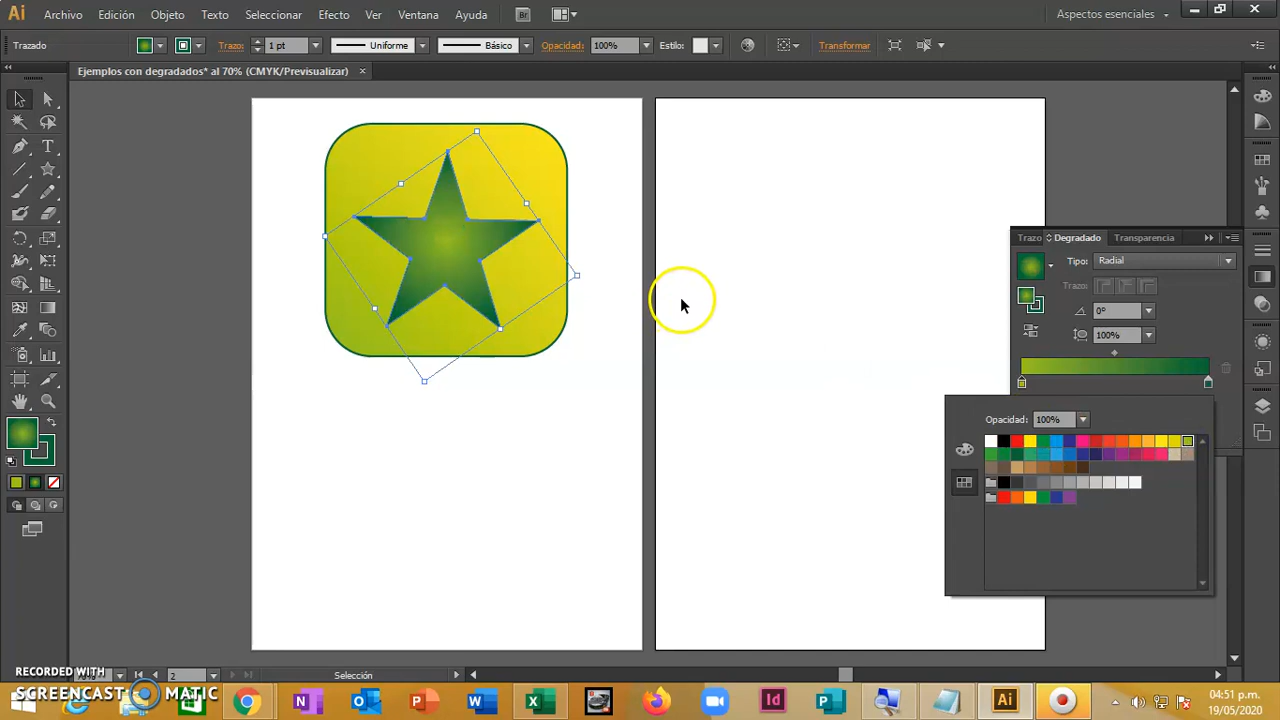 Ai Archivo Edición Objeto Texto Seleccionar Efecto Ver Ventana Ayuda Br Aspectos esenciales
Trazado Trazo: 1 pt Uniforme Básico Opacidad: 100% Estilo: Transformar
Ejemplos con degradados* al 70% (CMYK/Previsualizar)
Trazo Degradado Transparencia
Tipo: Radial
Trazo:
0°
100%
Opacidad: 100%
2 Selección
RECORDED WITH
SCREENCAST MATIC
04:51 p.m.
19/05/2020